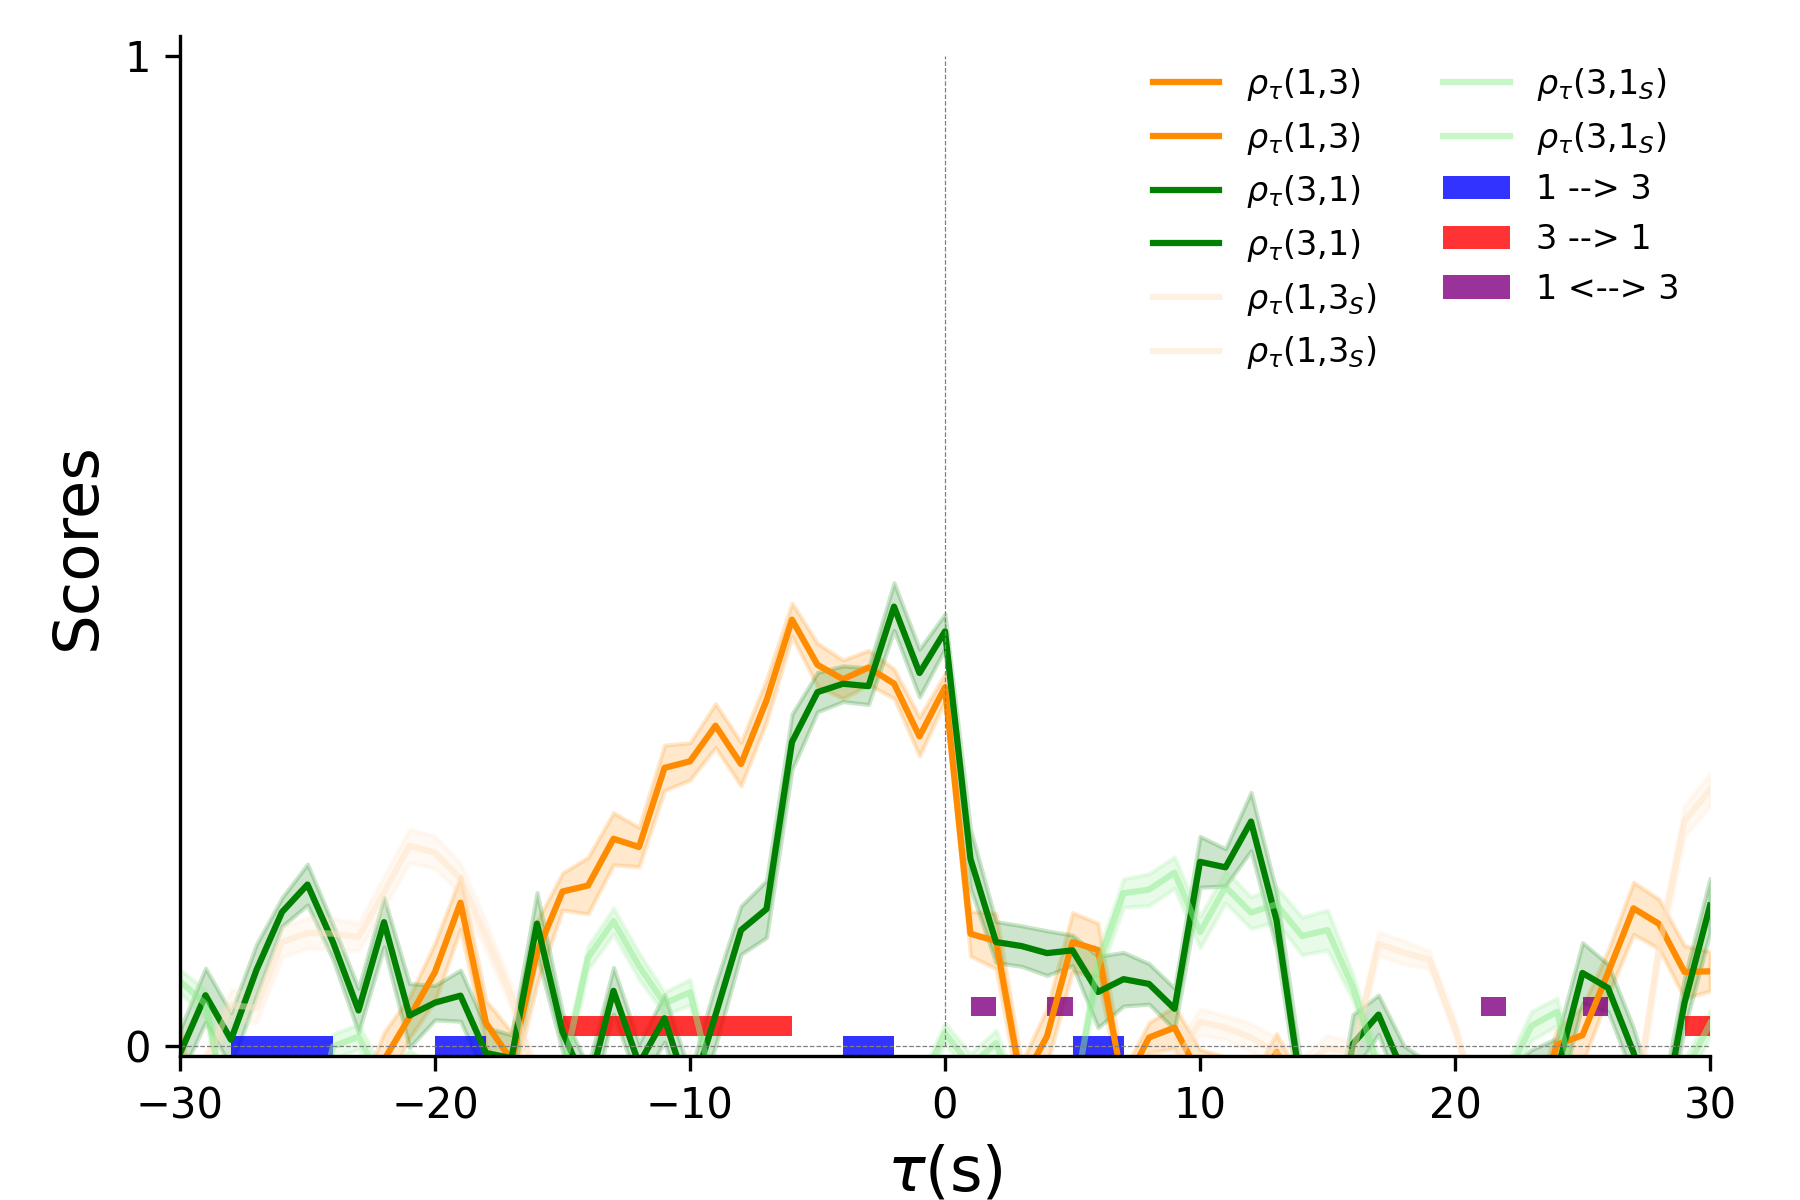 1
ρτ(1,3)
ρτ(1,3)
ρτ(3,1)
ρτ(3,1)
ρτ(1,3S)
ρτ(1,3S)
ρτ(3,1S)
ρτ(3,1S)
1 --> 3
3 --> 1
1 <--> 3
Scores
0
−30 −20 −10 0 10 20 30
τ(s)